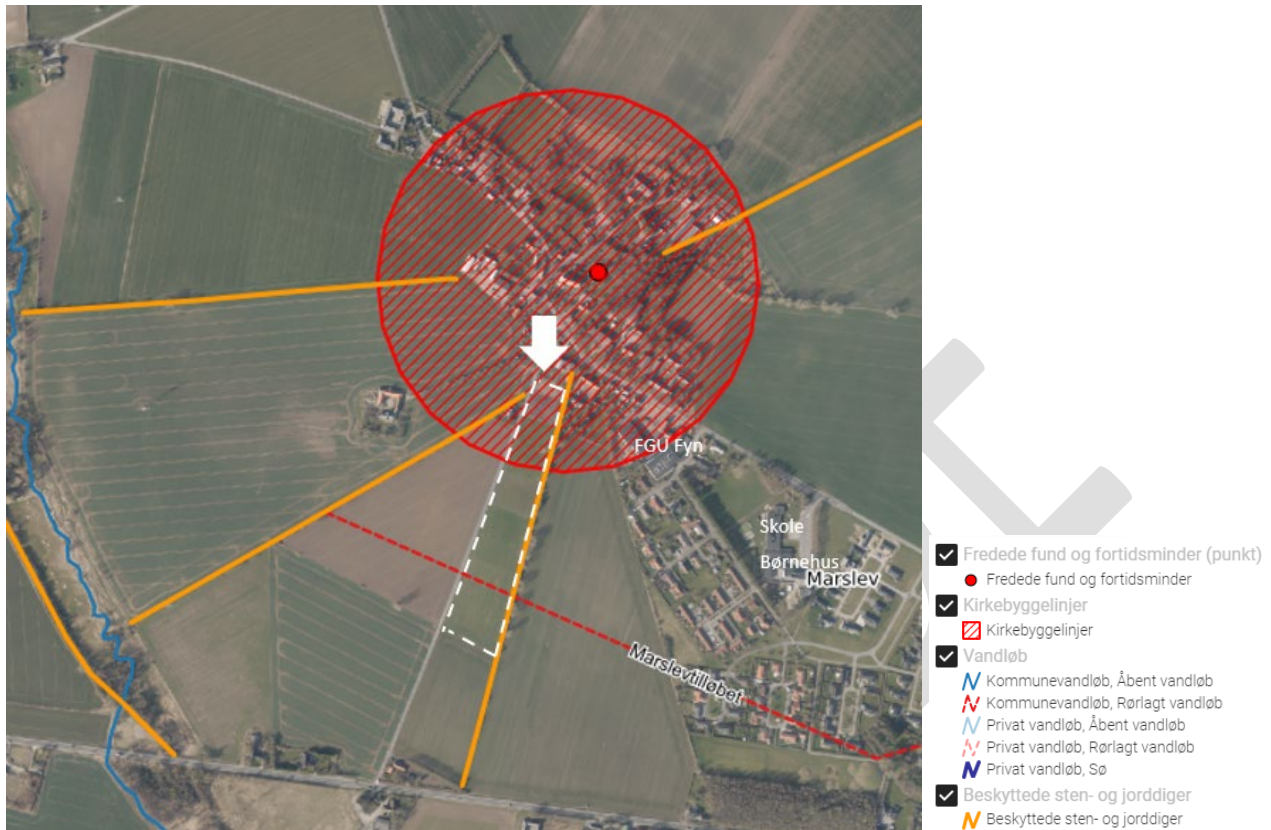 FGU Fyn
Skole
Børnehus
Marslev
Marslevtilløbet
Fredede fund og fortidsminder (punkt)
Fredede fund og fortidsminder
Kirkebyggelinjer
Kirkebyggelinjer
Vandløb
Kommunevandløb, Åbent vandløb
Kommunevandløb, Rørlagt vandløb
Privat vandløb, Åbent vandløb
Privat vandløb, Rørlagt vandløb
Privat vandløb, Sø
Beskyttede sten- og jorddiger
Beskyttede sten- og jorddiger